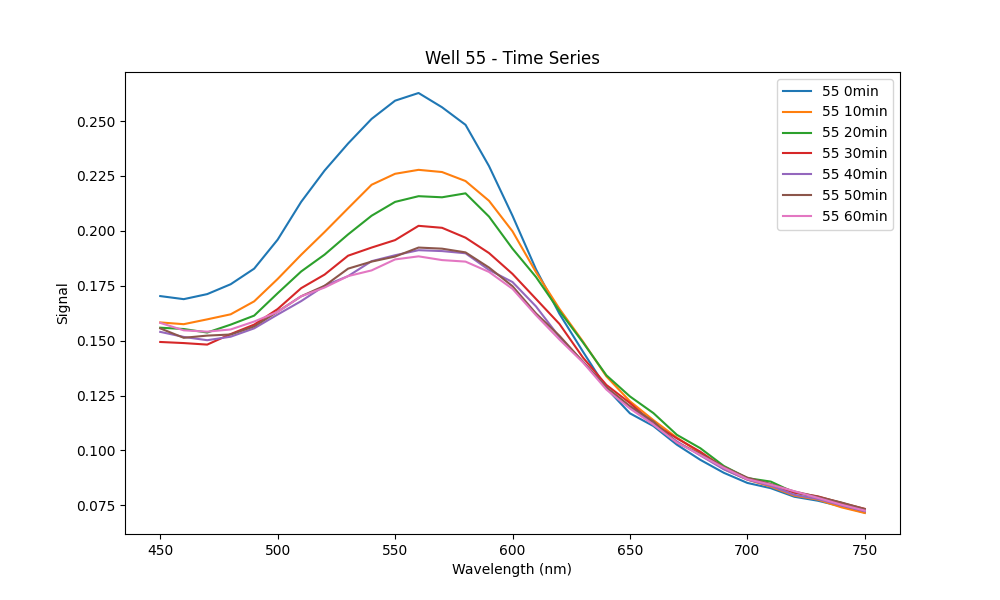 Well 55 - Time Series
55 0min
55 10min
55 20min
55 30min
55 40min
55 50min
55 60min
Signal
0.250
0.225
0.200
0.175
0.150
0.125
0.100
0.075
450
500
550
600
650
700
750
Wavelength (nm)